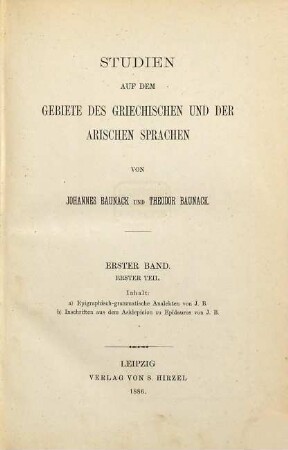 STUDIEN
AUF DEM
GEBIETE DES GRIECHISCHEN UND DER
ARISCHEN SPRACHEN
VON
JOHANNES BAUNACK UND THEODOR BAUNACK.
ERSTER BAND.
ERSTER TEIL.
Inhalt:
a) Epigraphisch-grammatische Analekten von J. B.
b) Inschriften aus dem Asklepieion zu Epidauros von J. B.
LEIPZIG
VERLAG VON S. HIRZEL
1886.